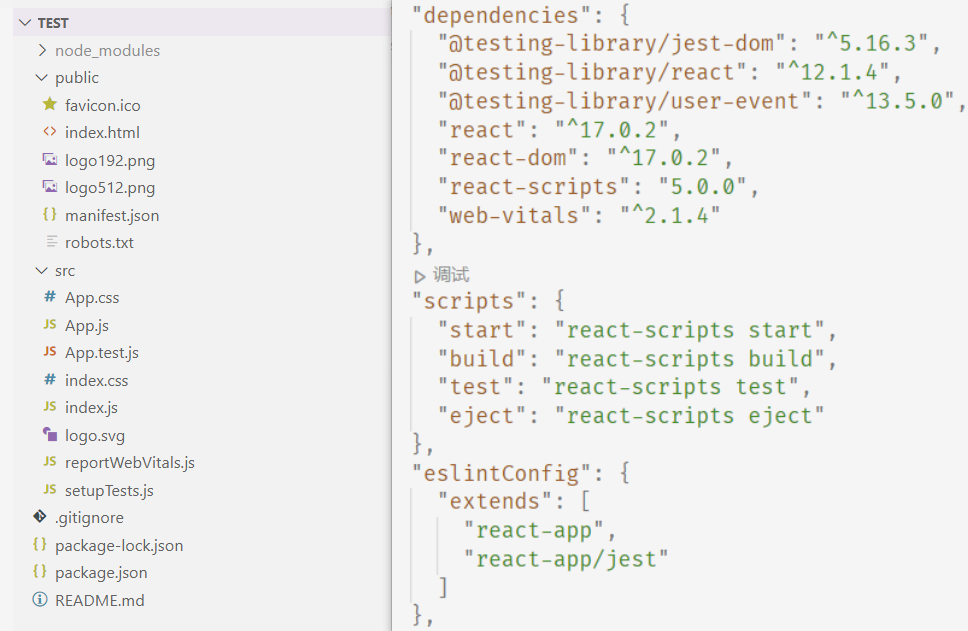 TEST
node_modules
public
favicon.ico
index.html
logo192.png
logo512.png
manifest.json
robots.txt
src
App.css
App.js
App.test.js
index.css
index.js
logo.svg
reportWebVitals.js
setupTests.js
.gitignore
package-lock.json
package.json
README.md
"dependencies": {
"@testing-library/jest-dom": "^5.16.3",
"@testing-library/react": "^12.1.4",
"@testing-library/user-event": "^13.5.0",
"react": "^17.0.2",
"react-dom": "^17.0.2",
"react-scripts": "5.0.0",
"web-vitals": "^2.1.4"
},
调试
"scripts": {
"start": "react-scripts start",
"build": "react-scripts build",
"test": "react-scripts test",
"eject": "react-scripts eject"
},
"eslintConfig": {
"extends": [
"react-app",
"react-app/jest"
]
},